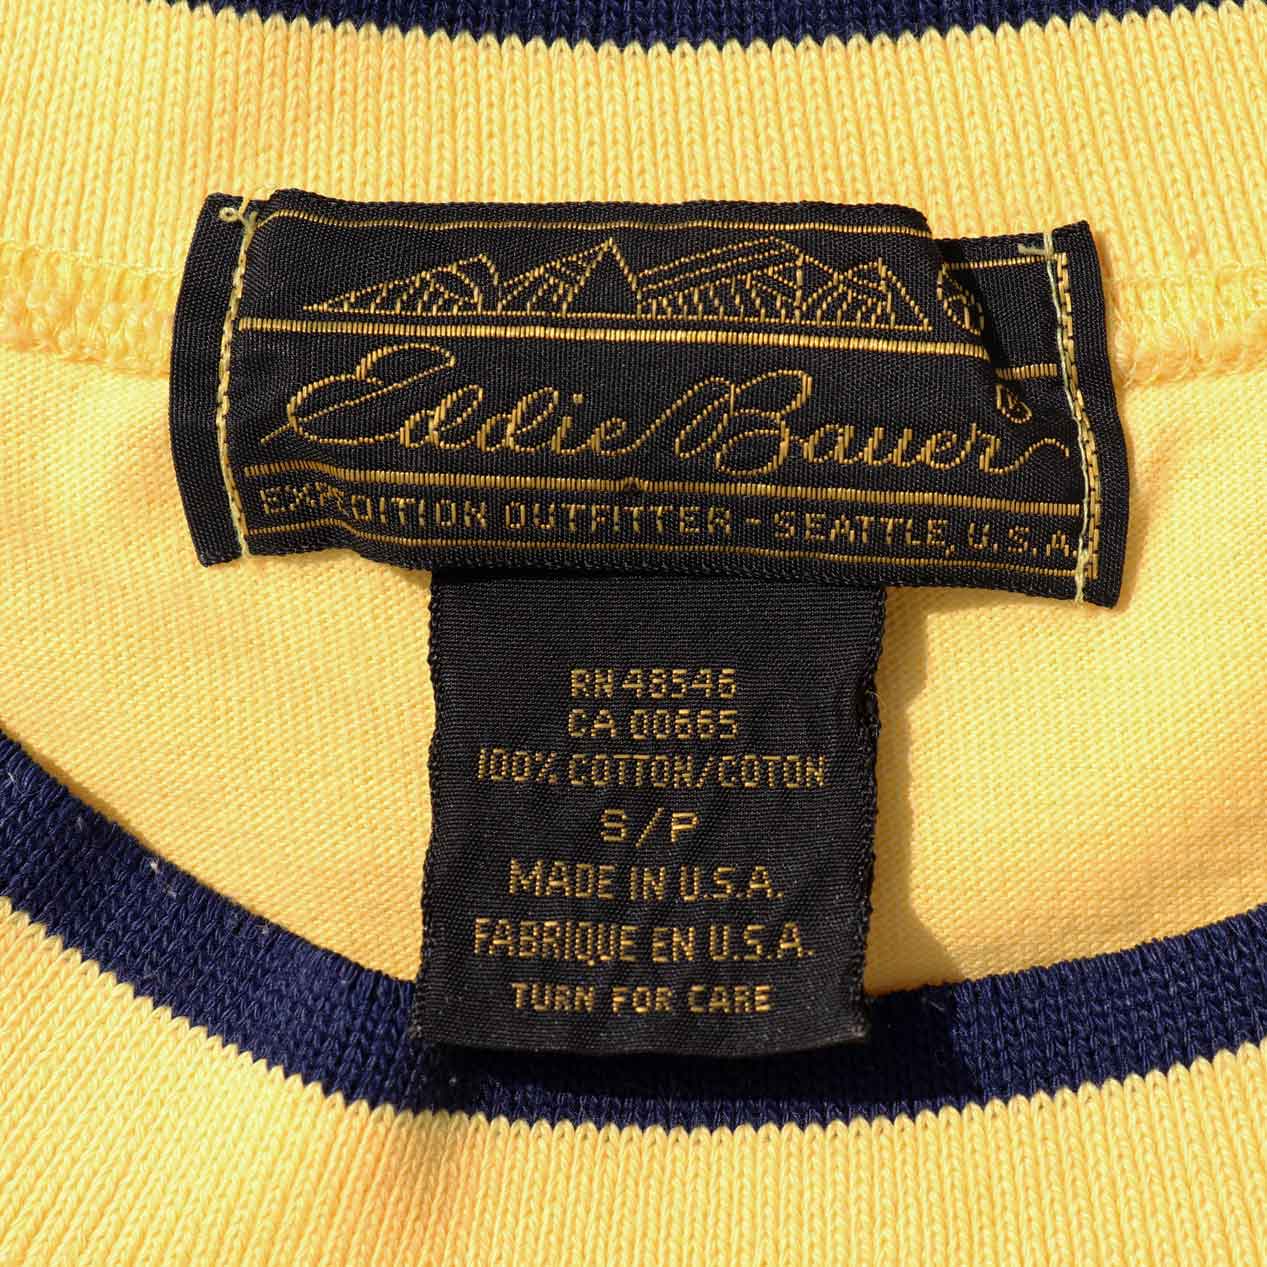 Eddie Bauer ®
EXPEDITION OUTFITTER - SEATTLE, U.S.A.
RN 48546
CA 00665
100% COTTON/COTON
S/P
MADE IN U.S.A.
FABRIQUE EN U.S.A.
TURN FOR CARE